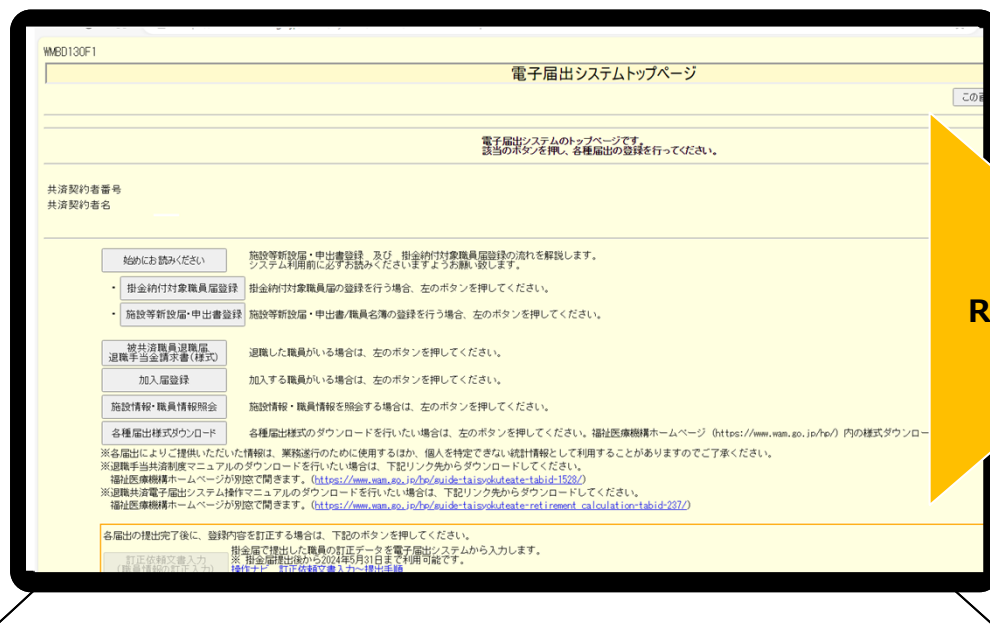 WMBD130F1
電子届出システムトップページ
この
電子届出システムのトップページです。
該当のボタンを押し、各種届出の登録を行ってください。
共済契約者番号
共済契約者名
始めにお読みください 施設等新設届・申出書登録 及び 掛金納付対象職員届登録の流れを解説します。
システム利用前に必ずお読みくださいますようお願い致します。
・ 掛金納付対象職員届登録 掛金納付対象職員届の登録を行う場合、左のボタンを押してください。
・ 施設等新設届・申出書登録 施設等新設届・申出書/職員名簿の登録を行う場合、左のボタンを押してください。
被共済職員退職届
退職手当金請求書(様式) 退職した職員がいる場合は、左のボタンを押してください。
加入届登録 加入する職員がいる場合は、左のボタンを押してください。
施設情報・職員情報照会 施設情報・職員情報を照会する場合は、左のボタンを押してください。
各種届出様式ダウンロード 各種届出様式のダウンロードを行いたい場合は、左のボタンを押してください。福祉医療機構ホームページ (https://www.wam.go.jp/hp/) 内の様式ダウンロー
※各届出によりご提供いただいた情報は、業務遂行のために使用するほか、個人を特定できない統計情報として利用することがありますのでご了承ください。
※退職手当共済制度マニュアルのダウンロードを行いたい場合は、下記リンク先からダウンロードしてください。
福祉医療機構ホームページが別窓で開きます。(https://www.wam.go.jp/hp/guide-taisyokuteate-tabid-1528/)
※退職共済電子届出システム操作マニュアルのダウンロードを行いたい場合は、下記リンク先からダウンロードしてください。
福祉医療機構ホームページが別窓で開きます。(https://www.wam.go.jp/hp/guide-taisyokuteate-retirement_calculation-tabid-237/)
各届出の提出完了後に、登録内容を訂正する場合は、下記のボタンを押してください。
訂正依頼文書入力
(職員情報の訂正入力)
掛金届で提出した職員の訂正データを電子届出システムから入力します。
※ 掛金届提出後から2024年5月31日まで利用可能です。
操作ナビ 訂正依頼文書入力~提出手順
R